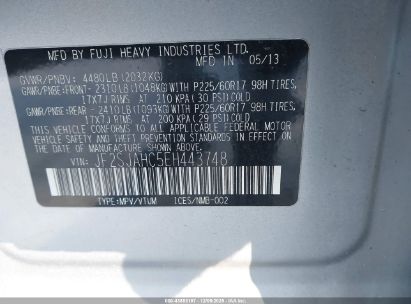 MFD BY FUJI HEAVY INDUSTRIES LTD.
MFD IN 05/13
GVWR/PNBV: 4480LB (2032KG)
GAWR/PNBE:FRONT- 2310LB (1048KG) WITH P225/60R17 98H TIRES,
17X7J RIMS AT 210 KPA (30 PSI) COLD
GAWR/PNBE:REAR - 2410LB (1093KG) WITH P225/60R17 98H TIRES,
17X7J RIMS AT 200 KPA (29 PSI) COLD
THIS VEHICLE CONFORMS TO ALL APPLICABLE U.S. FEDERAL MOTOR
VEHICLE SAFETY, BUMPER AND THEFT PREVENTION STANDARDS
IN EFFECT ON THE DATE OF MANUFACTURE SHOWN ABOVE.
VIN: JF2SJAHC5EH443748
TYPE:MPV/VTUM ICES/NMB-002